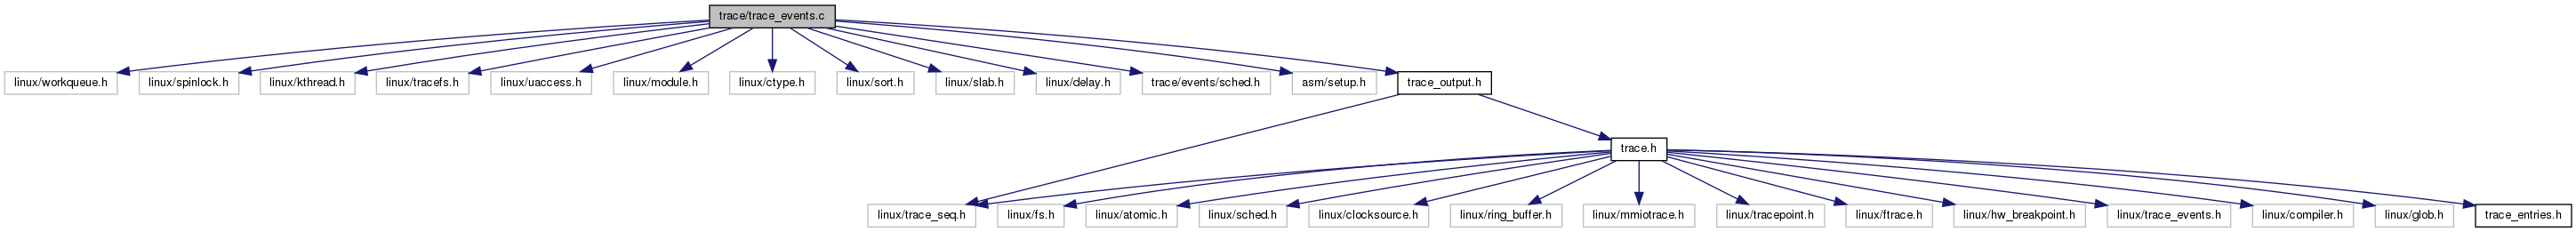 trace/trace_events.c
linux/workqueue.h
linux/spinlock.h
linux/kthread.h
linux/tracefs.h
linux/uaccess.h
linux/module.h
linux/ctype.h
linux/sort.h
linux/slab.h
linux/delay.h
trace/events/sched.h
asm/setup.h
trace_output.h
trace.h
linux/trace_seq.h
linux/fs.h
linux/atomic.h
linux/sched.h
linux/clocksource.h
linux/ring_buffer.h
linux/mmiotrace.h
linux/tracepoint.h
linux/ftrace.h
linux/hw_breakpoint.h
linux/trace_events.h
linux/compiler.h
linux/glob.h
trace_entries.h